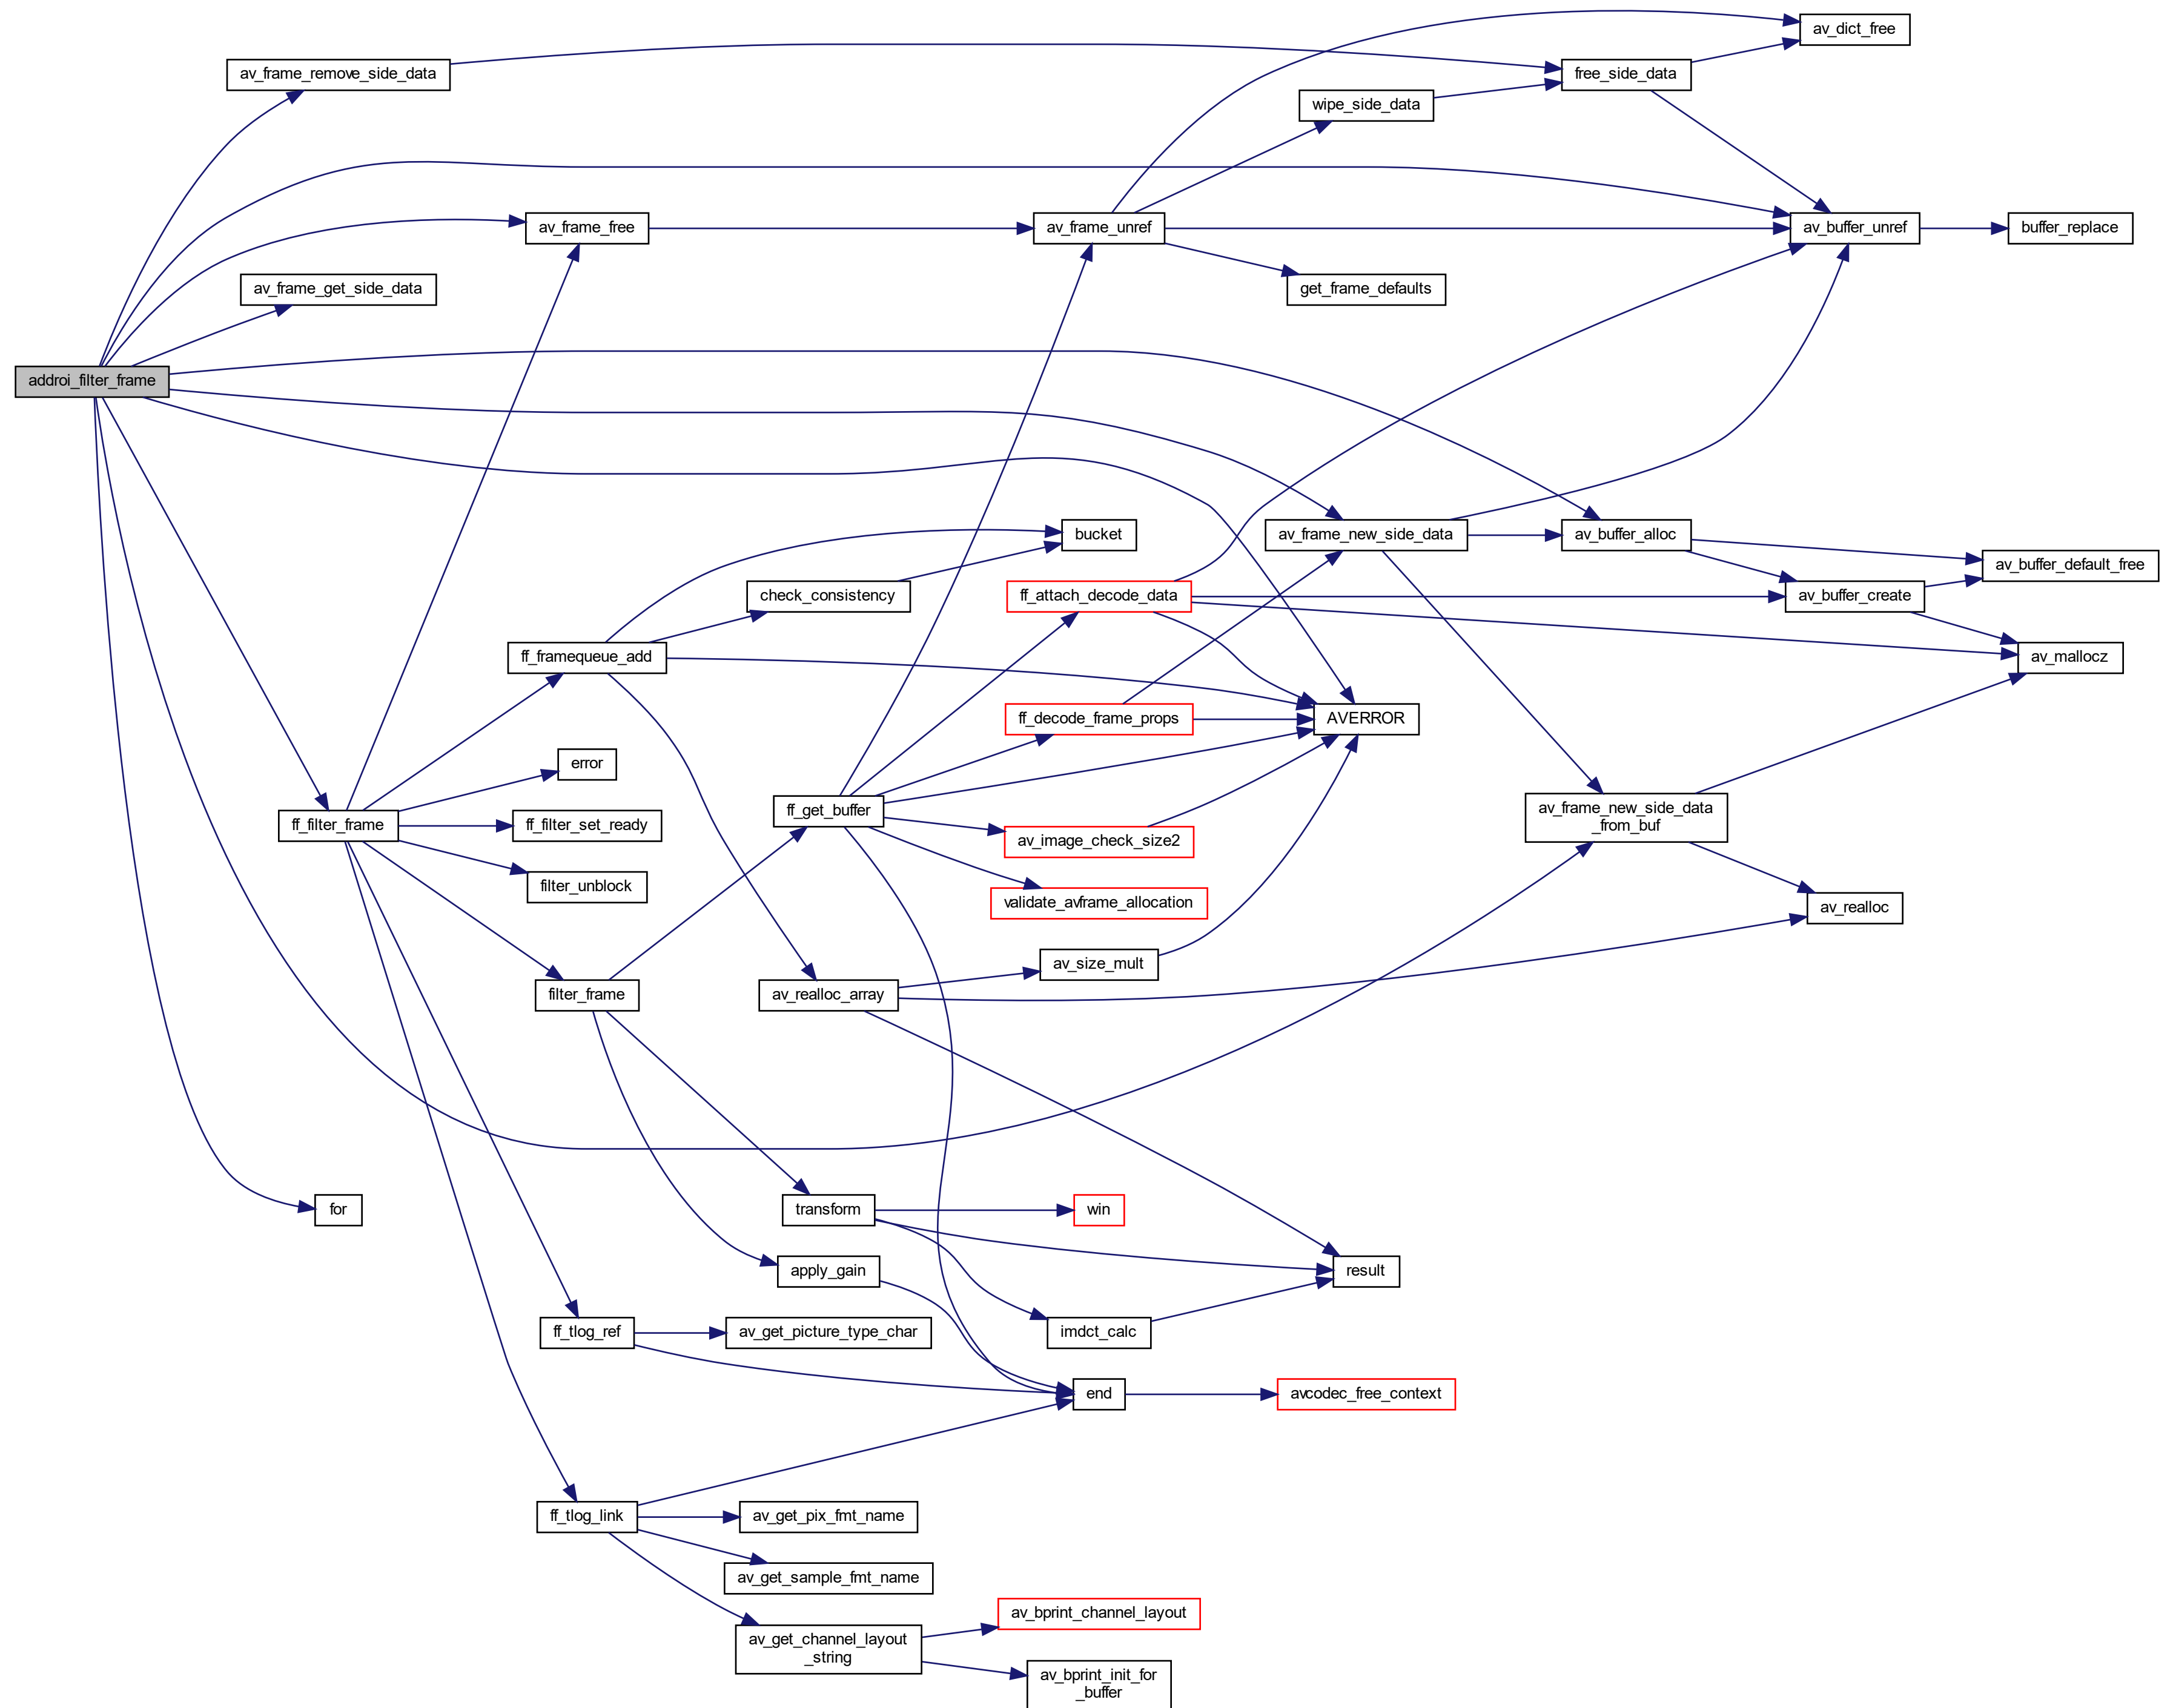 av_dict_free
av_frame_remove_side_data
free_side_data
wipe_side_data
av_frame_free
av_frame_unref
av_buffer_unref
buffer_replace
av_frame_get_side_data
get_frame_defaults
addroi_filter_frame
bucket
av_frame_new_side_data
av_buffer_alloc
av_buffer_default_free
check_consistency
ff_attach_decode_data
av_buffer_create
ff_framequeue_add
av_mallocz
ff_decode_frame_props
AVERROR
error
ff_get_buffer
av_frame_new_side_data
_from_buf
ff_filter_frame
ff_filter_set_ready
av_image_check_size2
filter_unblock
validate_avframe_allocation
av_realloc
av_size_mult
filter_frame
av_realloc_array
for
transform
win
apply_gain
result
ff_tlog_ref
av_get_picture_type_char
imdct_calc
end
avcodec_free_context
ff_tlog_link
av_get_pix_fmt_name
av_get_sample_fmt_name
av_bprint_channel_layout
av_get_channel_layout
_string
av_bprint_init_for
_buffer